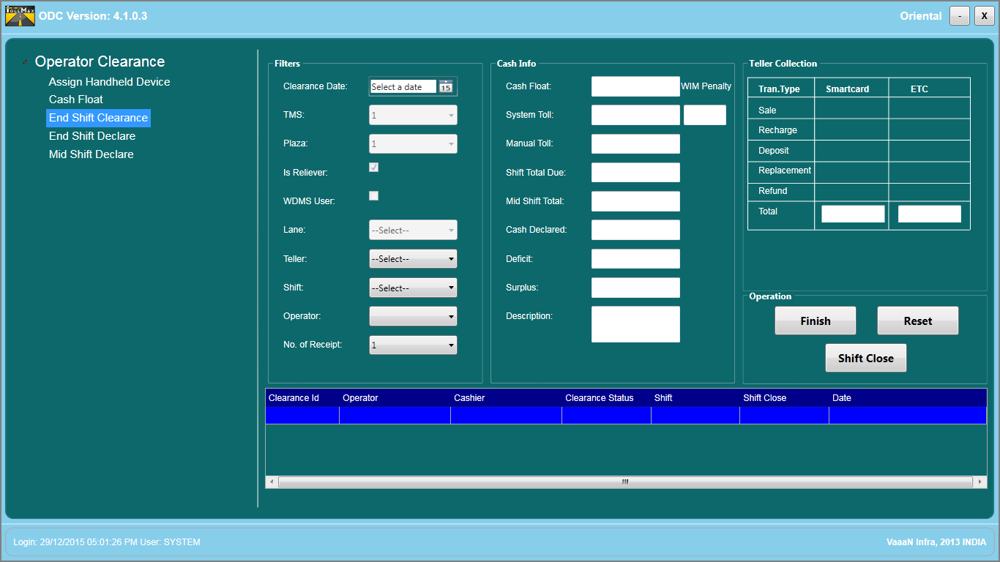 TOLLMAX
ODC Version: 4.1.0.3
Oriental
-
X
Operator Clearance
Assign Handheld Device
Cash Float
End Shift Clearance
End Shift Declare
Mid Shift Declare
Filters
Clearance Date: Select a date 15
TMS: 1
Plaza: 1
Is Reliever:
WDMS User:
Lane: --Select--
Teller: --Select--
Shift: --Select--
Operator:
No. of Receipt: 1
Cash Info
Cash Float: WIM Penalty
System Toll:
Manual Toll:
Shift Total Due:
Mid Shift Total:
Cash Declared:
Deficit:
Surplus:
Description:
Teller Collection
Tran.Type Smartcard ETC
Sale
Recharge
Deposit
Replacement
Refund
Total
Operation
Finish Reset
Shift Close
Clearance Id Operator Cashier Clearance Status Shift Shift Close Date
Login: 29/12/2015 05:01:26 PM User: SYSTEM
VaaaN Infra, 2013 INDIA